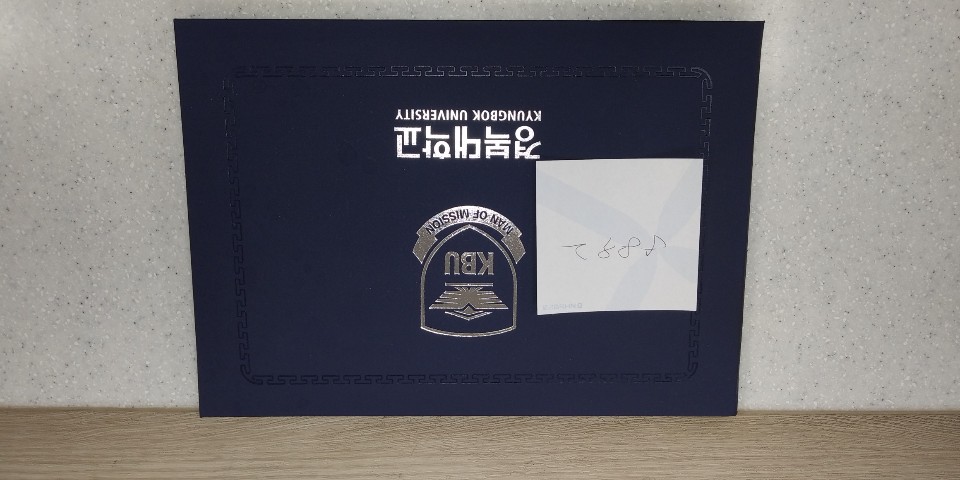 KBU
MAN OF MISSION
경복대학교
KYUNGBOK UNIVERSITY